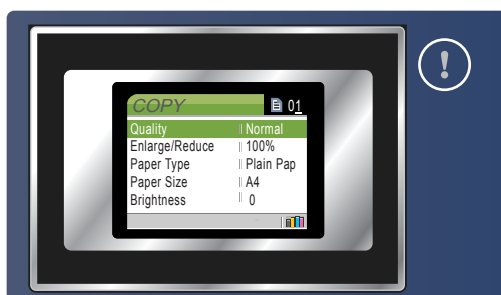 COPY 01
Quality Normal
Enlarge/Reduce 100%
Paper Type Plain Pap
Paper Size A4
Brightness 0
!